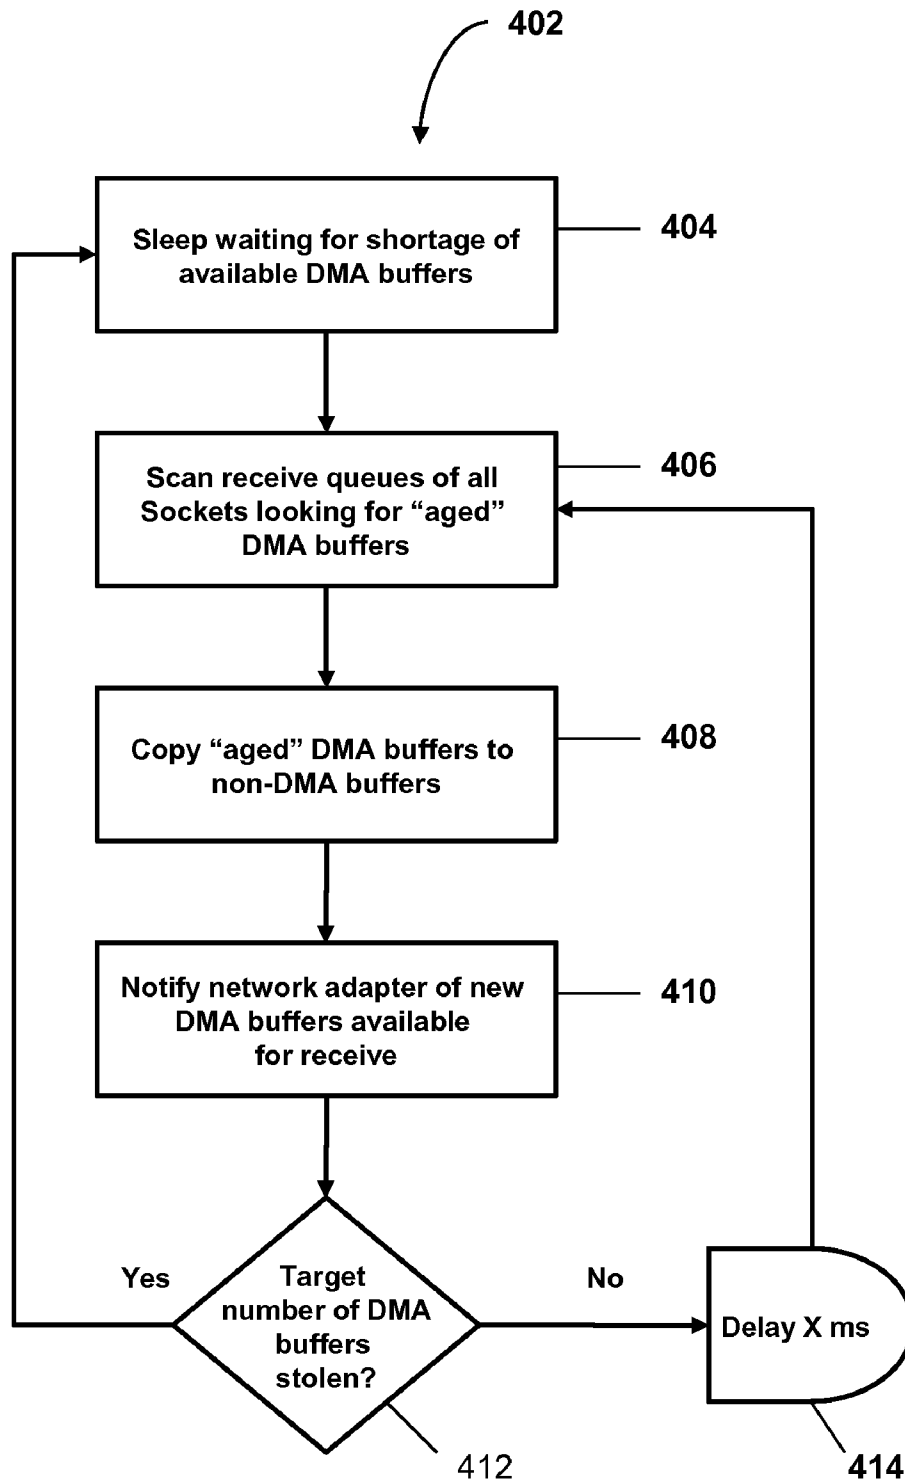 402
Sleep waiting for shortage of
available DMA buffers
404
Scan receive queues of all
Sockets looking for “aged”
DMA buffers
406
Copy “aged” DMA buffers to
non-DMA buffers
408
Notify network adapter of new
DMA buffers available
for receive
410
Yes
Target
number of DMA
buffers
stolen?
No
Delay X ms
412
414